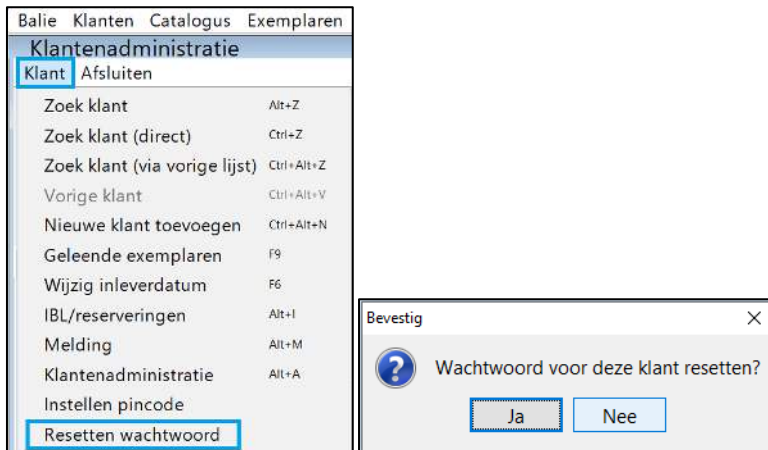 Balie Klanten Catalogus Exemplaren
Klantenadministratie
Klant Afsluiten
Zoek klant Alt+Z
Zoek klant (direct) Ctrl+Z
Zoek klant (via vorige lijst) Ctrl+Alt+Z
Vorige klant Ctrl+Alt+V
Nieuwe klant toevoegen Ctrl+Alt+N
Geleende exemplaren F9
Wijzig inleverdatum F6
IBL/reserveringen Alt+I
Melding Alt+M
Klantenadministratie Alt+A
Instellen pincode
Resetten wachtwoord
Bevestig
Wachtwoord voor deze klant resetten?
Ja Nee